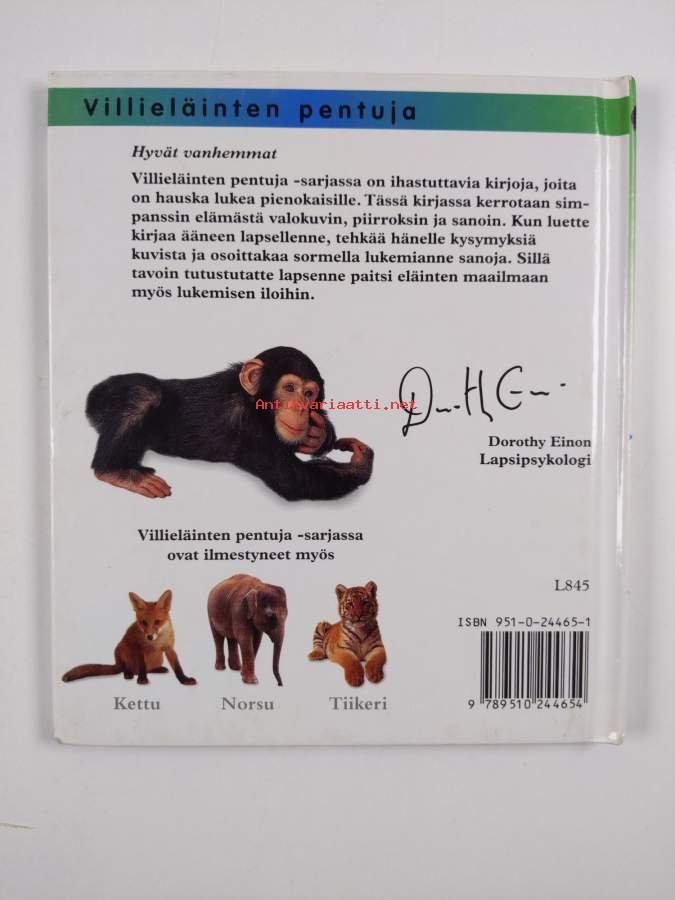 Villieläinten pentuja
Hyvät vanhemmat
Villieläinten pentuja -sarjassa on ihastuttavia kirjoja, joita
on hauska lukea pienokaisille. Tässä kirjassa kerrotaan sim-
panssin elämästä valokuvin, piirroksin ja sanoin. Kun luette
kirjaa ääneen lapsellenne, tehkää hänelle kysymyksiä
kuvista ja osoittakaa sormella lukemianne sanoja. Sillä
tavoin tutustutatte lapsenne paitsi eläinten maailmaan
myös lukemisen iloihin.
Antikvariaatti.net
Dorothy Einon
Lapsipsykologi
Villieläinten pentuja -sarjassa
ovat ilmestyneet myös
L845
ISBN 951-0-24465-1
Kettu
Norsu
Tiikeri
9 789510 244654